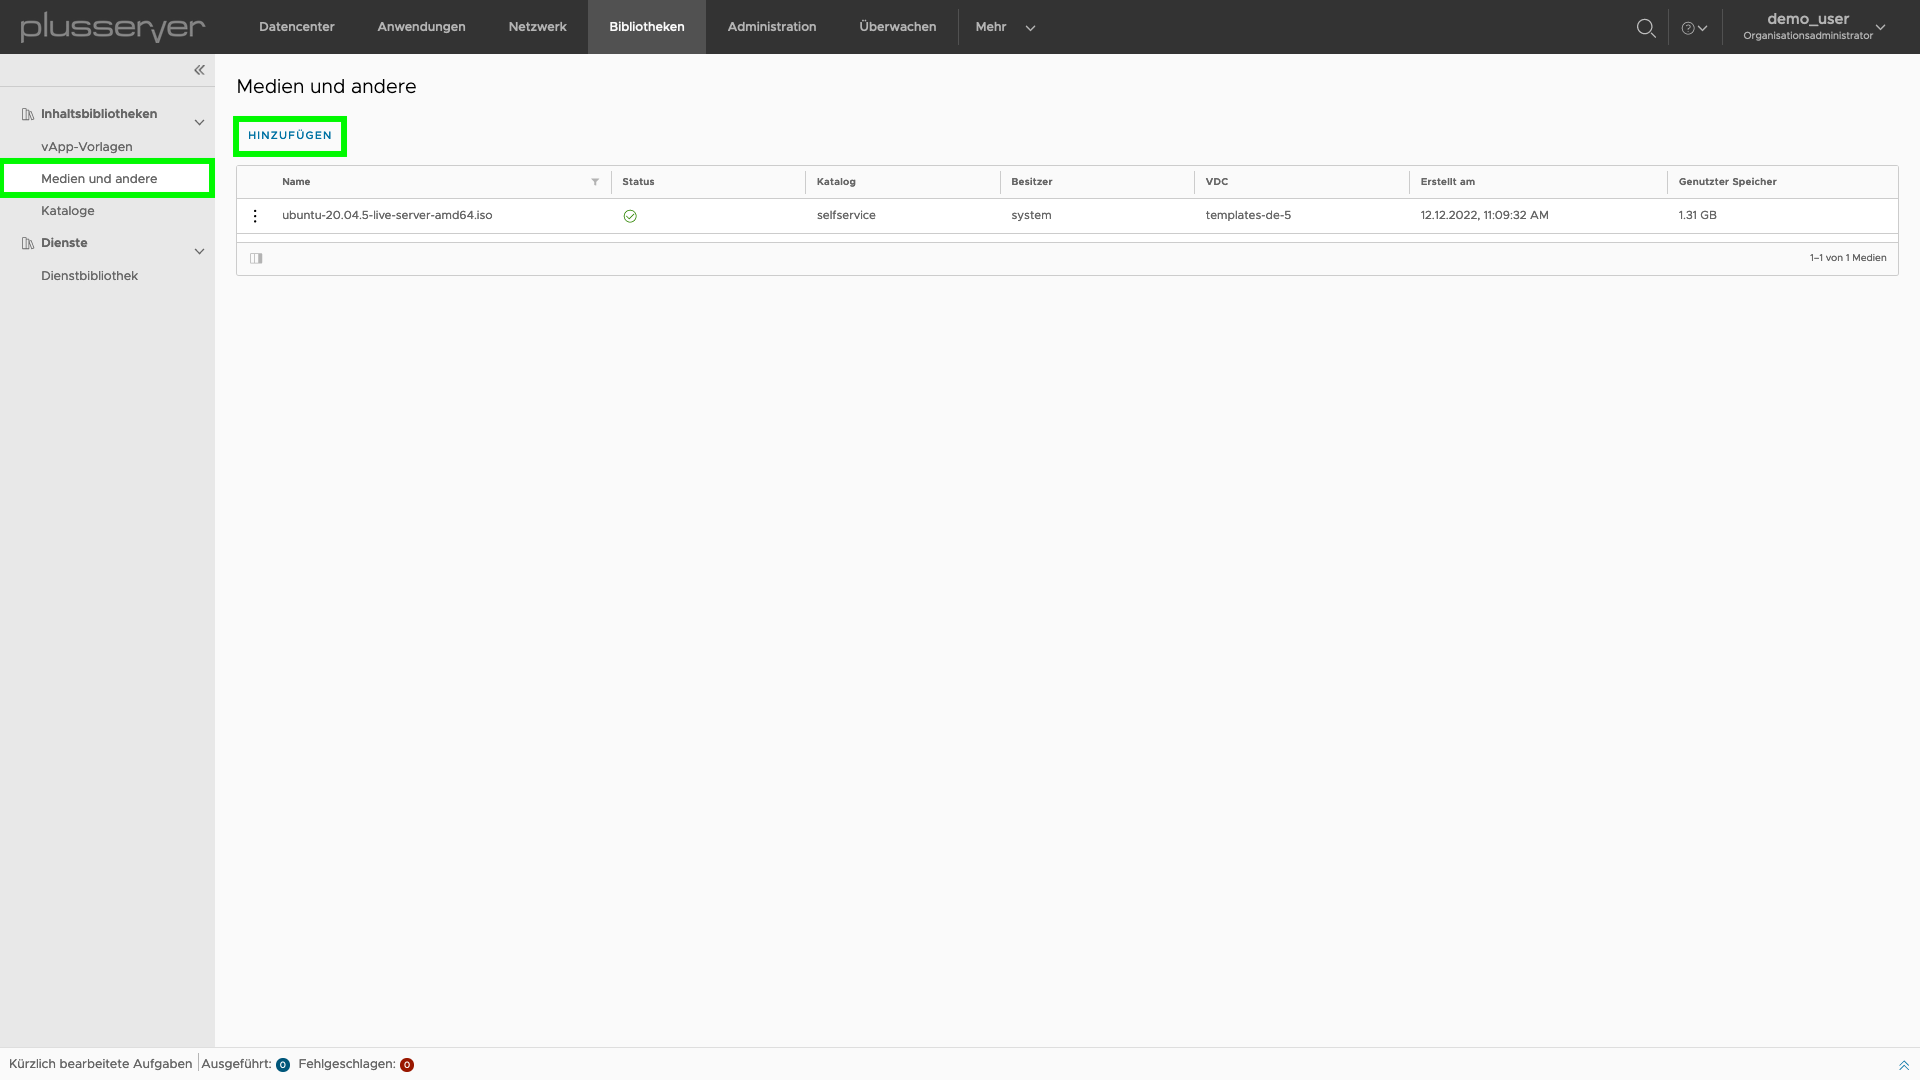 plusserver
Datencenter Anwendungen Netzwerk Bibliotheken Administration Überwachen Mehr
demo_user
Organisationsadministrator
Inhaltsbibliotheken
vApp-Vorlagen
Medien und andere
Kataloge
Dienste
Dienstbibliothek
Medien und andere
HINZUFÜGEN
Name Status Katalog Besitzer VDC Erstellt am Genutzter Speicher
ubuntu-20.04.5-live-server-amd64.iso selfservice system templates-de-5 12.12.2022, 11:09:32 AM 1.31 GB
1–1 von 1 Medien
Kürzlich bearbeitete Aufgaben Ausgeführt: 0 Fehlgeschlagen: 0